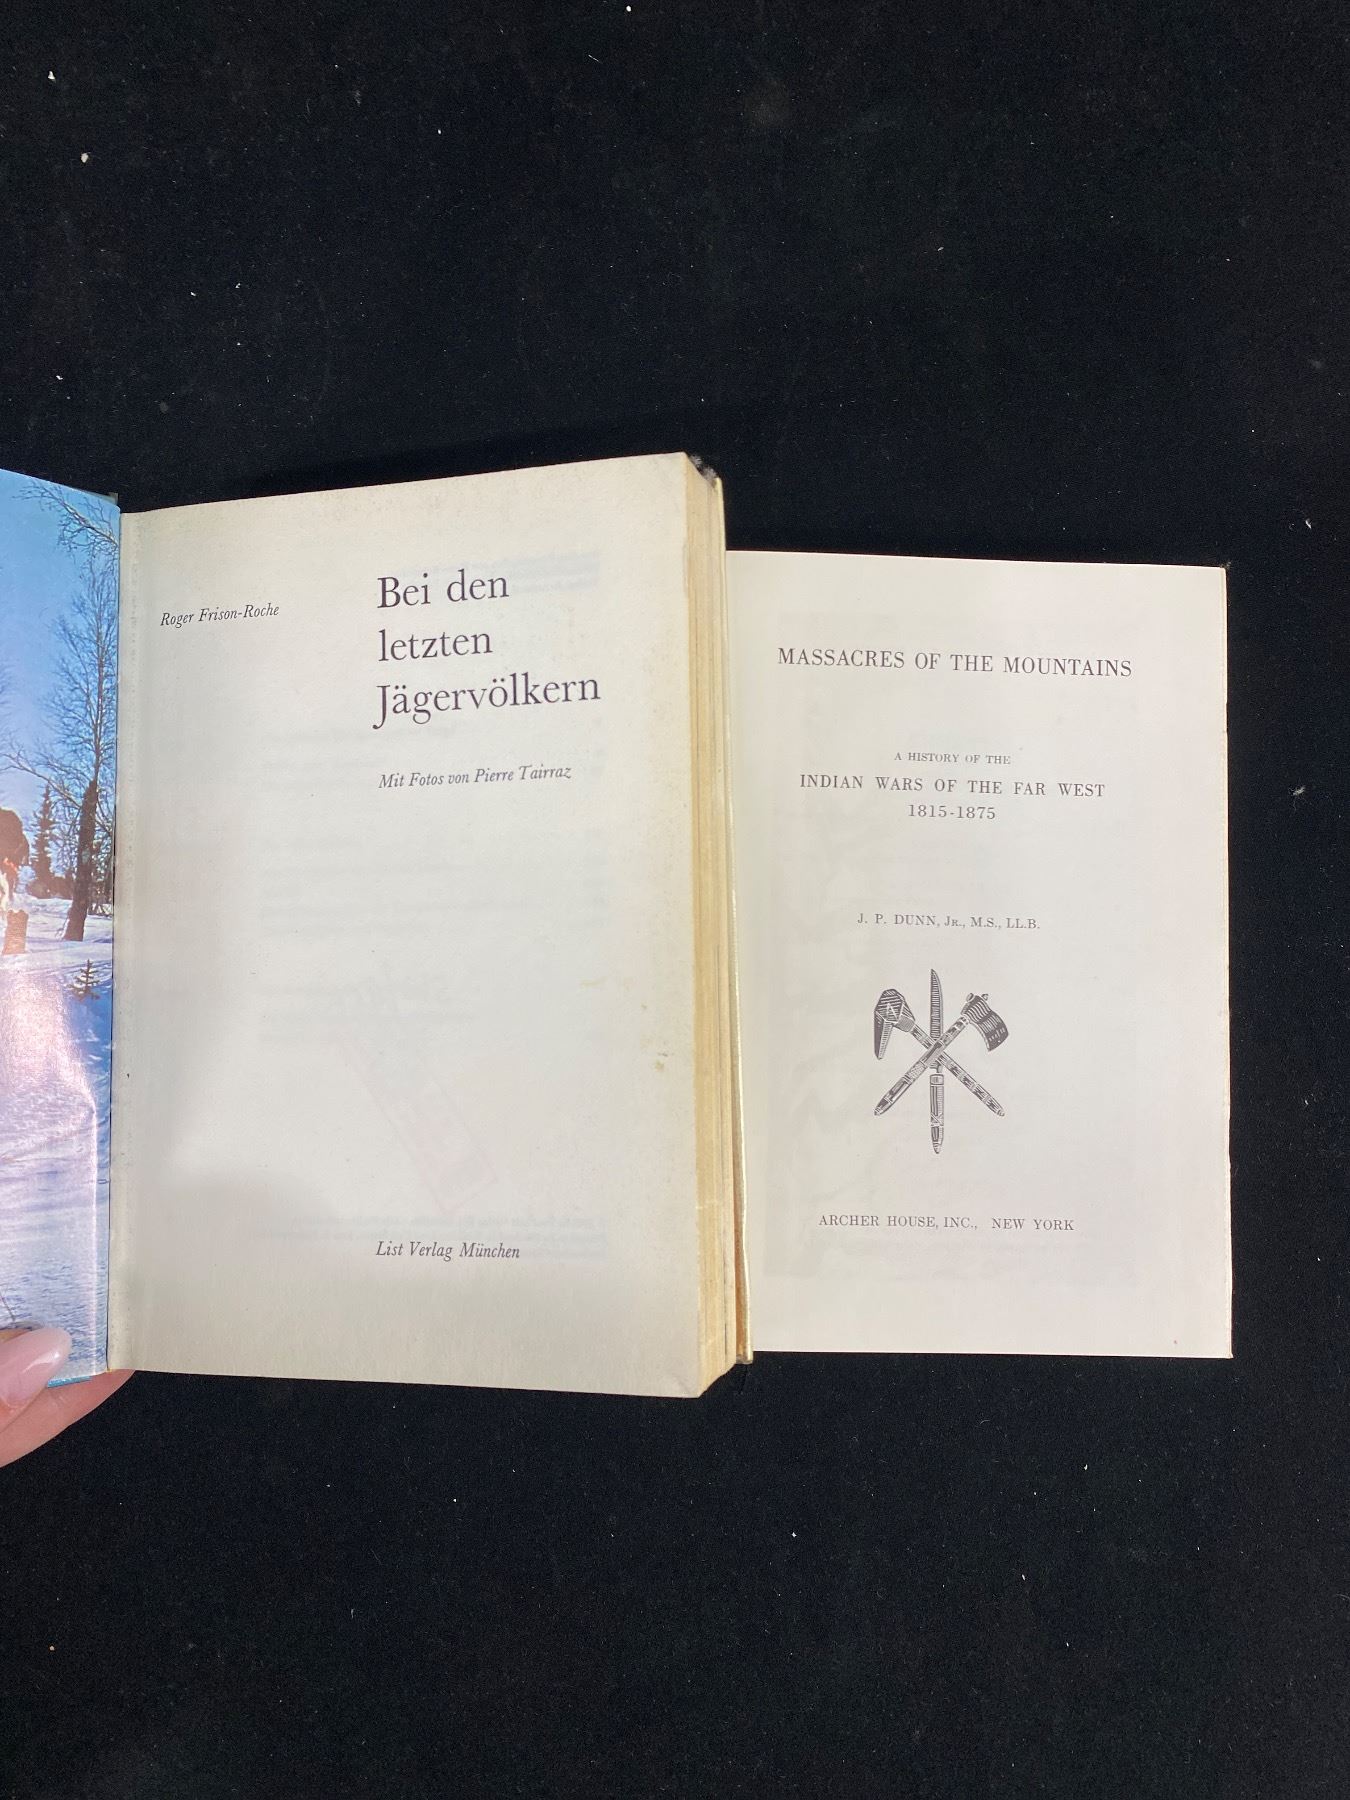 Roger Frison-Roche
Bei den
letzten
Jägervölkern
Mit Fotos von Pierre Tairraz
List Verlag München
MASSACRES OF THE MOUNTAINS
A HISTORY OF THE
INDIAN WARS OF THE FAR WEST
1815-1875
J. P. DUNN, JR., M.S., LL.B.
ARCHER HOUSE, INC., NEW YORK